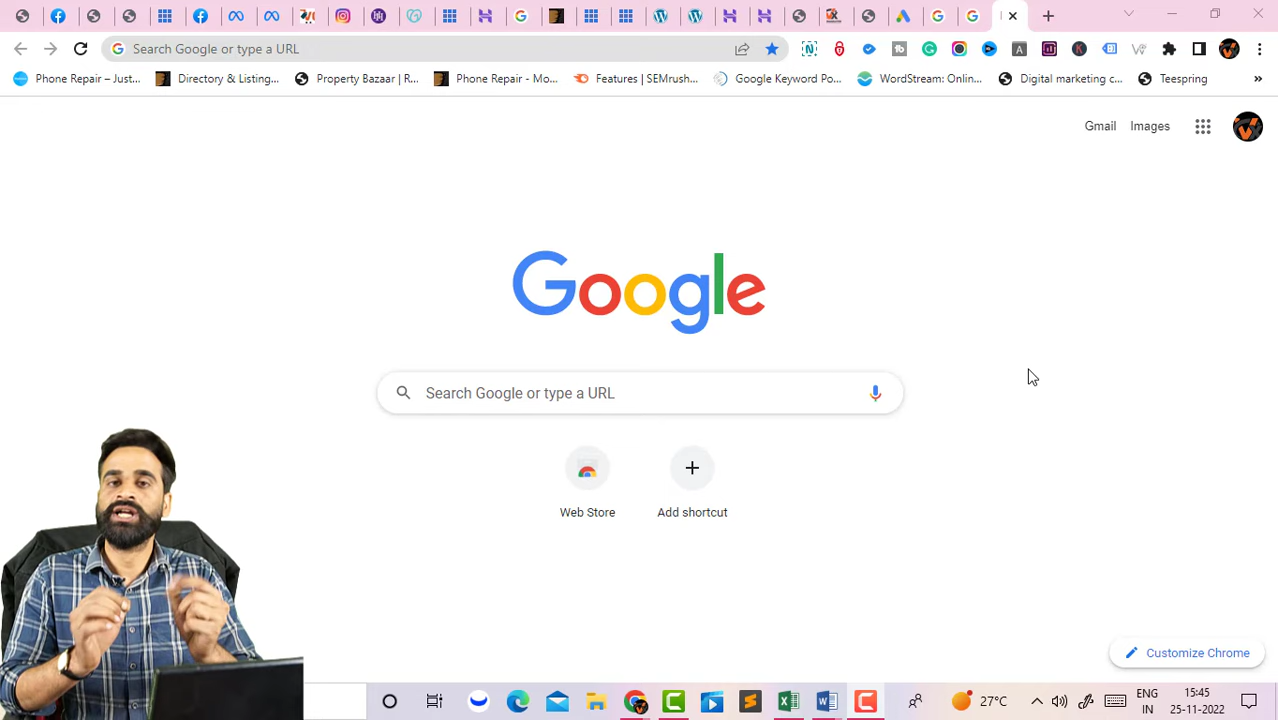 Search Google or type a URL
Phone Repair – Just...
Directory & Listing...
Property Bazaar | R...
Phone Repair - Mo...
Features | SEMrush...
Google Keyword Po...
WordStream: Onlin...
Digital marketing c...
Teespring
»
Gmail
Images
Google
Search Google or type a URL
Web Store
Add shortcut
Customize Chrome
27°C
ENG
IN
15:45
25-11-2022